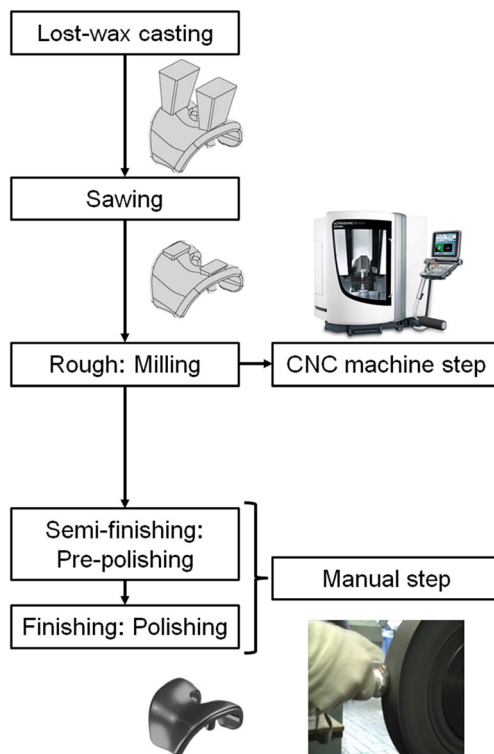 Lost-wax casting
Sawing
Rough: Milling
CNC machine step
Semi-finishing:
Pre-polishing
Manual step
Finishing: Polishing